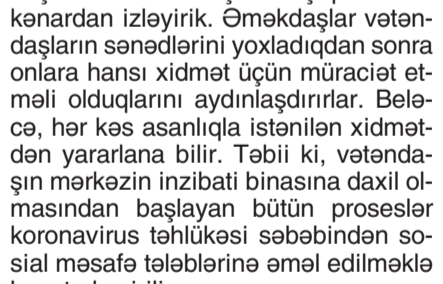 kənardan izləyirik. Əməkdaşlar vətən-
daşların sənədlərini yoxladıqdan sonra
onlara hansı xidmət üçün müraciət et-
məli olduqlarını aydınlaşdırırlar. Belə-
cə, hər kəs asanlıqla istənilən xidmət-
dən yararlana bilir. Təbii ki, vətənda-
şın mərkəzin inzibati binasına daxil ol-
masından başlayan bütün proseslər
koronavirus təhlükəsi səbəbindən so-
sial məsafə tələblərinə əməl edilməklə